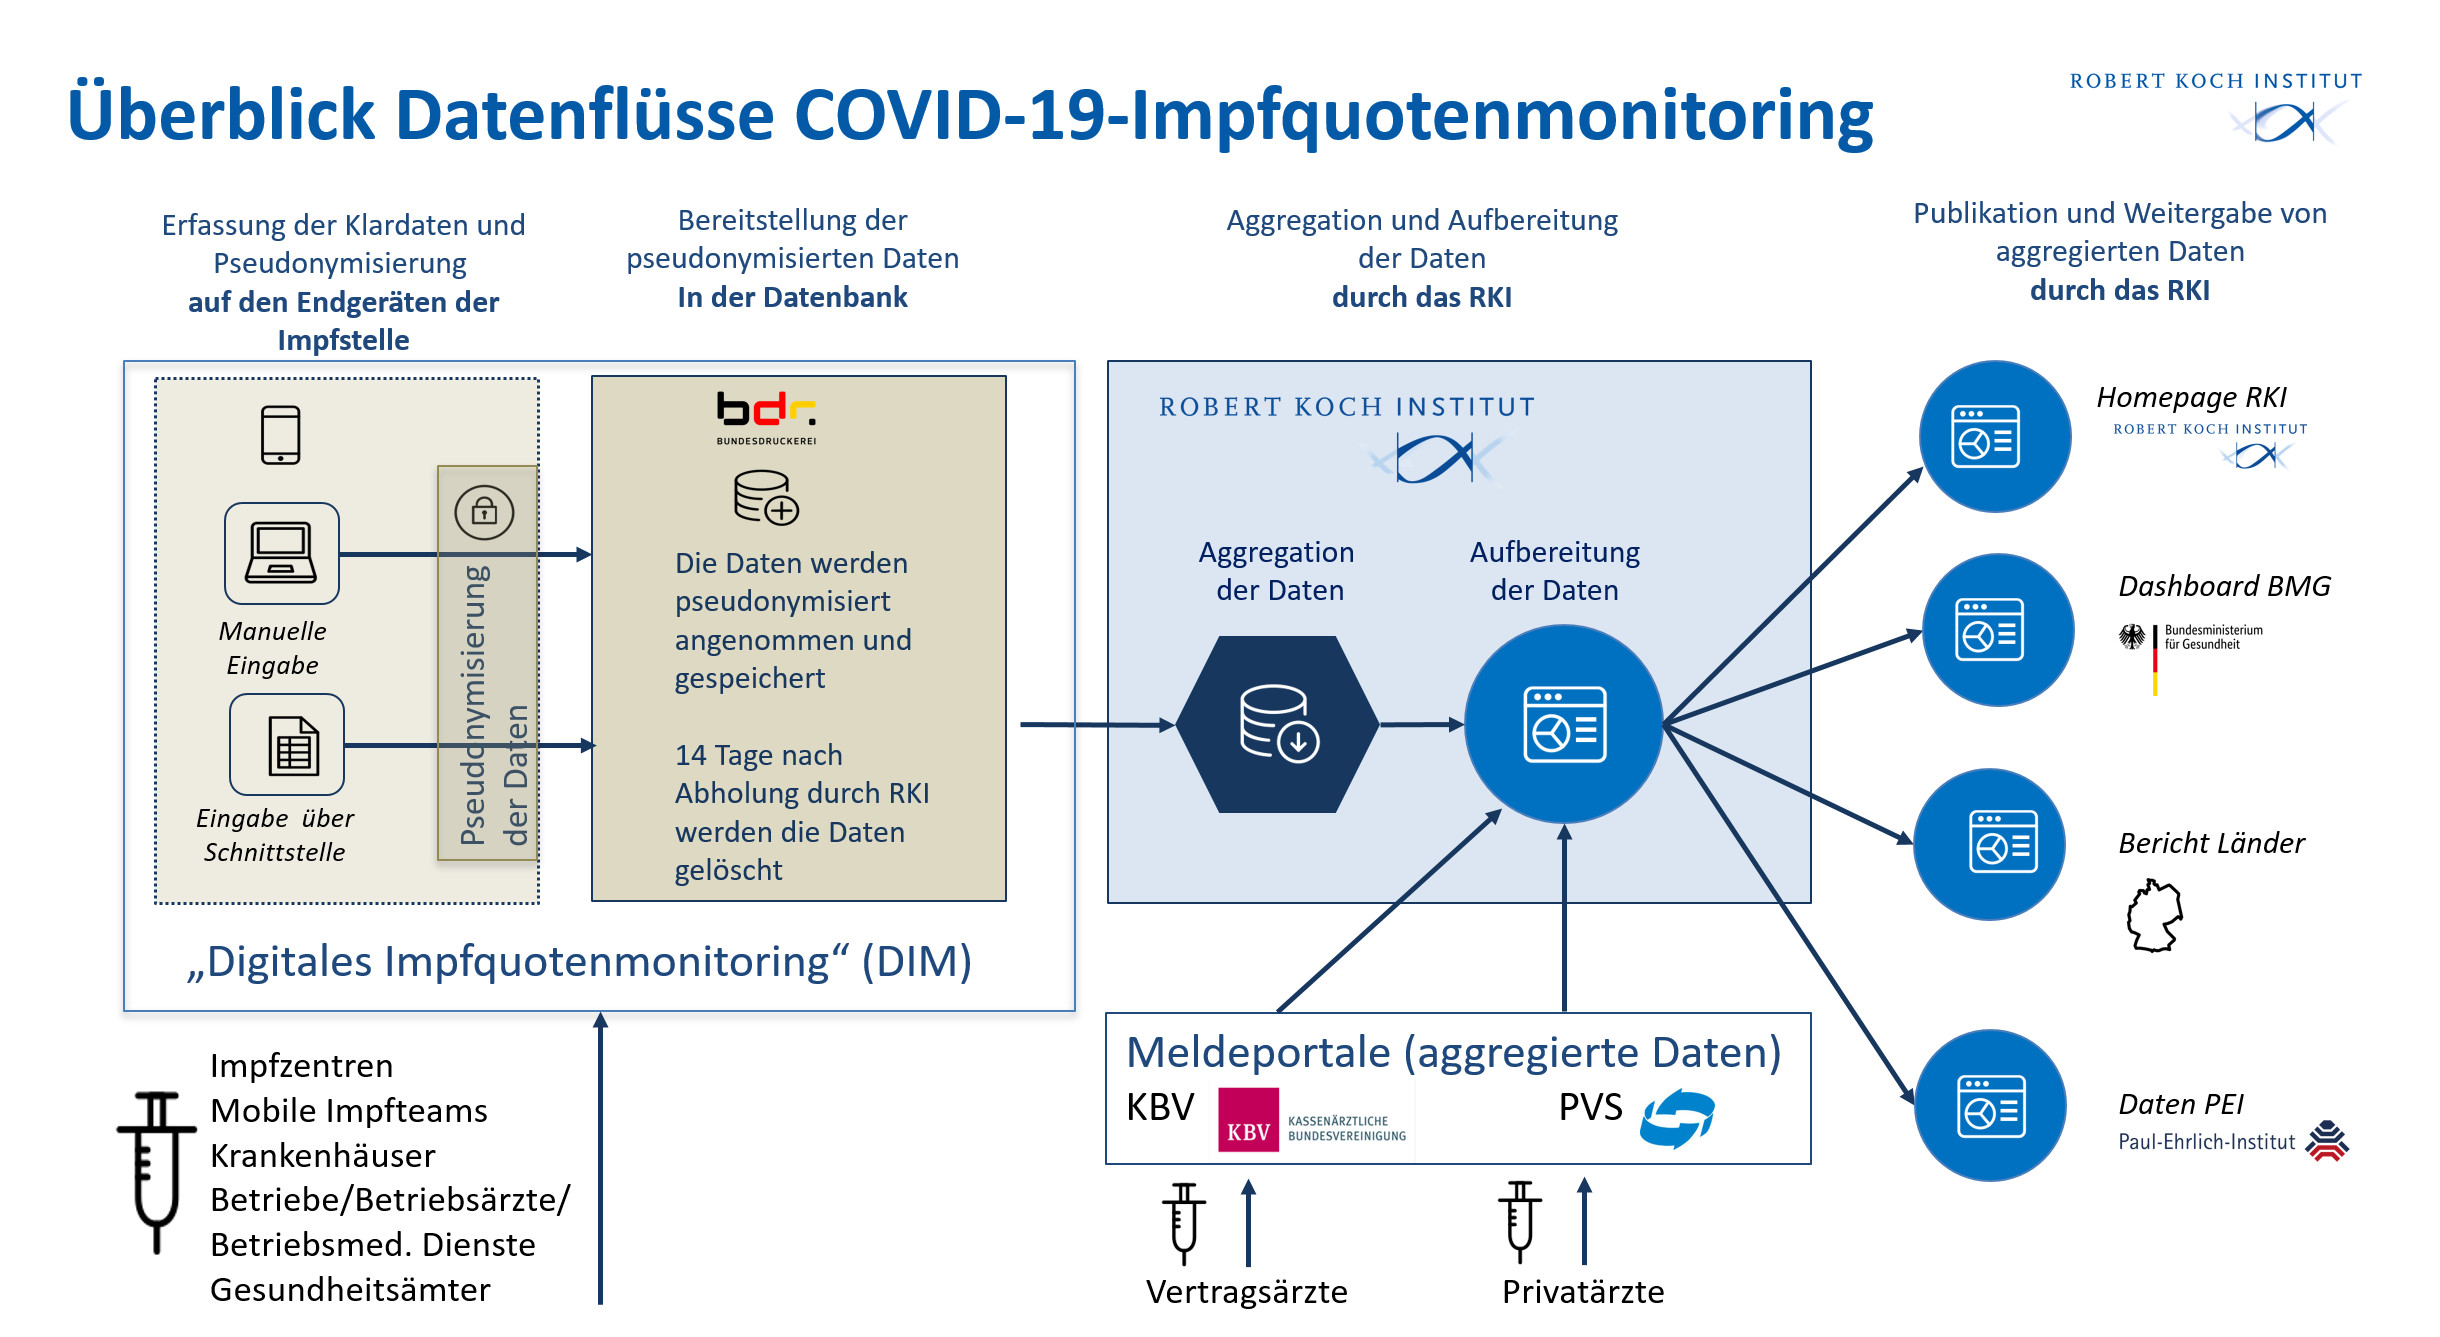 Überblick Datenflüsse COVID-19-Impfquotenmonitoring
ROBERT KOCH INSTITUT
Erfassung der Klardaten und
Pseudonymisierung
auf den Endgeräten der
Impfstelle
Bereitstellung der
pseudonymisierten Daten
In der Datenbank
Aggregation und Aufbereitung
der Daten
durch das RKI
Publikation und Weitergabe von
aggregierten Daten
durch das RKI
Manuelle
Eingabe
Eingabe über
Schnittstelle
Pseudonymisierung
der Daten
bdr.
BUNDESDRUCKEREI
Die Daten werden
pseudonymisiert
angenommen und
gespeichert
14 Tage nach
Abholung durch RKI
werden die Daten
gelöscht
„Digitales Impfquotenmonitoring“ (DIM)
ROBERT KOCH INSTITUT
Aggregation
der Daten
Aufbereitung
der Daten
Homepage RKI
ROBERT KOCH INSTITUT
Dashboard BMG
Bundesministerium
für Gesundheit
Bericht Länder
Daten PEI
Paul-Ehrlich-Institut
Impfzentren
Mobile Impfteams
Krankenhäuser
Betriebe/Betriebsärzte/
Betriebsmed. Dienste
Gesundheitsämter
Meldeportale (aggregierte Daten)
KBV
KBV
KASSENÄRZTLICHE
BUNDESVEREINIGUNG
PVS
Vertragsärzte
Privatärzte